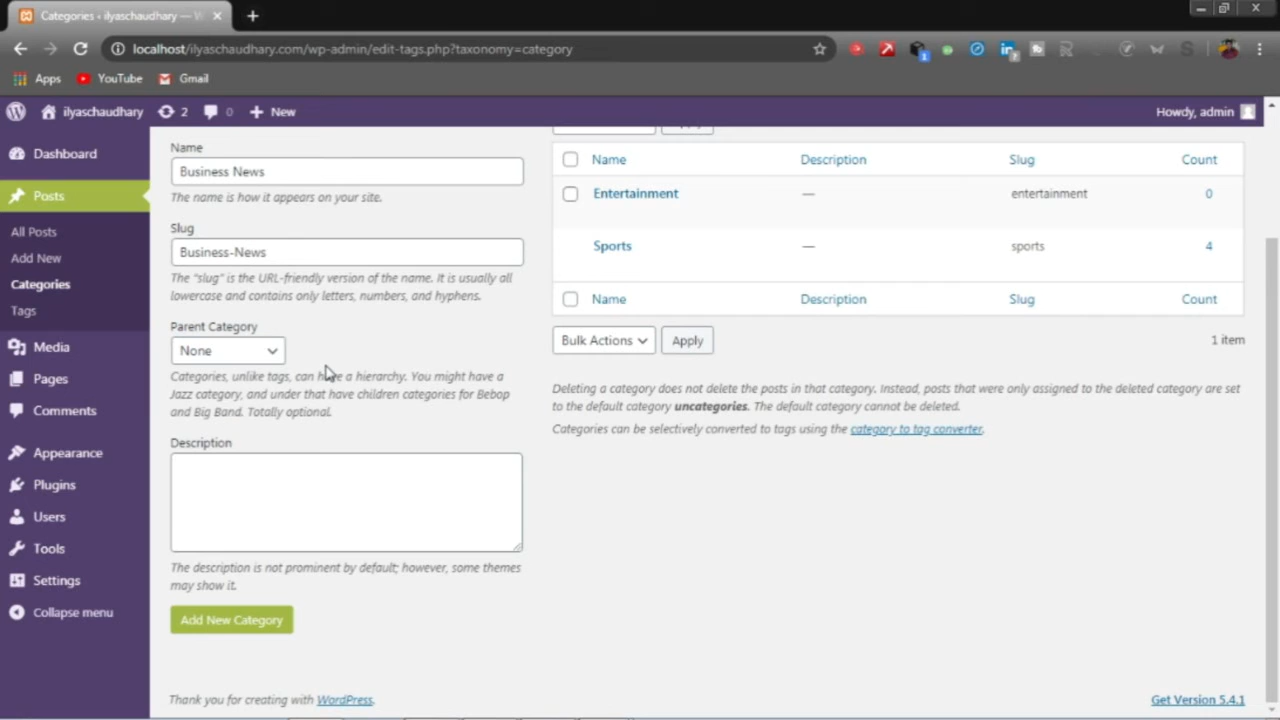 Categories ‹ ilyaschaudhary —
localhost/ilyaschaudhary.com/wp-admin/edit-tags.php?taxonomy=category
Apps YouTube Gmail
ilyaschaudhary 2 0 New Howdy, admin
Dashboard
Posts
All Posts
Add New
Categories
Tags
Media
Pages
Comments
Appearance
Plugins
Users
Tools
Settings
Collapse menu
Name
Business News
The name is how it appears on your site.
Slug
Business-News
The "slug" is the URL-friendly version of the name. It is usually all
lowercase and contains only letters, numbers, and hyphens.
Parent Category
None
Categories, unlike tags, can have a hierarchy. You might have a
Jazz category, and under that have children categories for Bebop
and Big Band. Totally optional.
Description
The description is not prominent by default; however, some themes
may show it.
Add New Category
Name Description Slug Count
Entertainment — entertainment 0
Sports — sports 4
Name Description Slug Count
Bulk Actions Apply 1 item
Deleting a category does not delete the posts in that category. Instead, posts that were only assigned to the deleted category are set
to the default category uncategories. The default category cannot be deleted.
Categories can be selectively converted to tags using the category to tag converter.
Thank you for creating with WordPress. Get Version 5.4.1